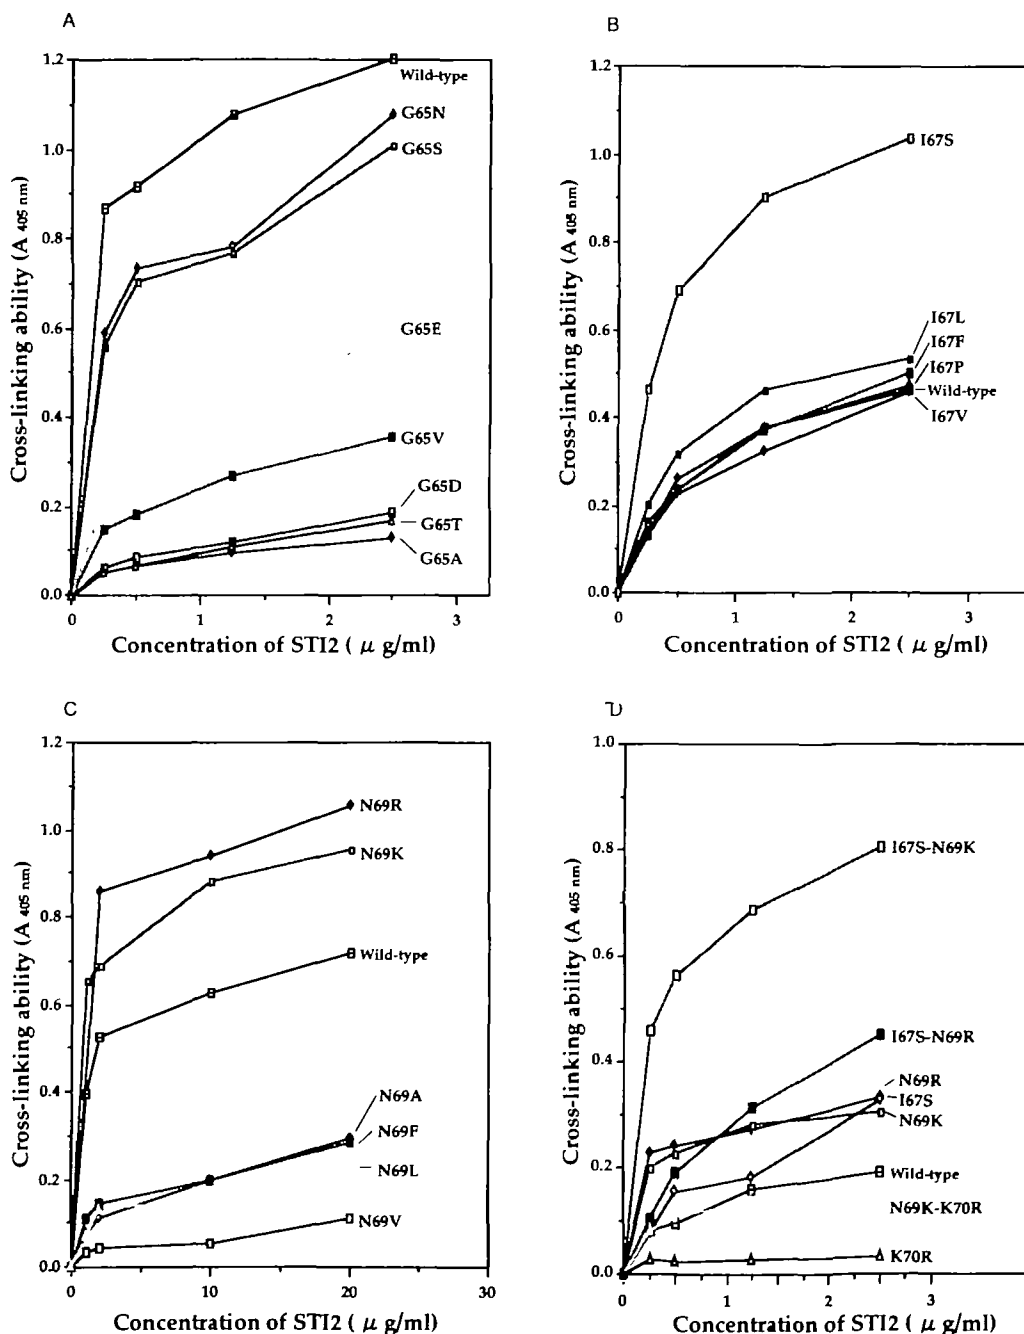 A
1.2
1.0
0.8
0.6
0.4
0.2
0.0
Cross-linking ability (A 405 nm)
Wild-type
G65N
G65S
G65E
G65V
G65D
G65T
G65A
0
1
2
3
Concentration of STI2 ( μ g/ml)
B
1.2
1.0
0.8
0.6
0.4
0.2
0.0
Cross-linking ability (A 405 nm)
I67S
I67L
I67F
I67P
Wild-type
I67V
0
1
2
3
Concentration of STI2 ( μ g/ml)
C
1.2
1.0
0.8
0.6
0.4
0.2
0.0
Cross-linking ability (A 405 nm)
N69R
N69K
Wild-type
N69A
N69F
N69L
N69V
0
10
20
30
Concentration of STI2 ( μ g/ml)
D
1.0
0.8
0.6
0.4
0.2
0.0
Cross-linking ability (A 405 nm)
I67S-N69K
I67S-N69R
N69R
I67S
N69K
Wild-type
N69K-K70R
K70R
0
1
2
3
Concentration of STI2 ( μ g/ml)